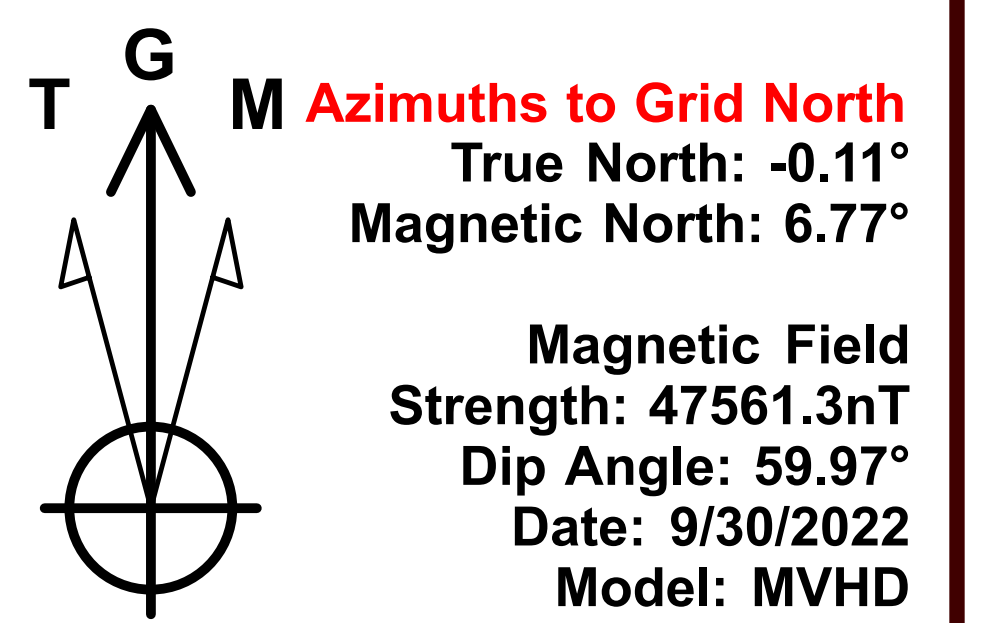 G
T M
Azimuths to Grid North
True North: -0.11°
Magnetic North: 6.77°
Magnetic Field
Strength: 47561.3nT
Dip Angle: 59.97°
Date: 9/30/2022
Model: MVHD